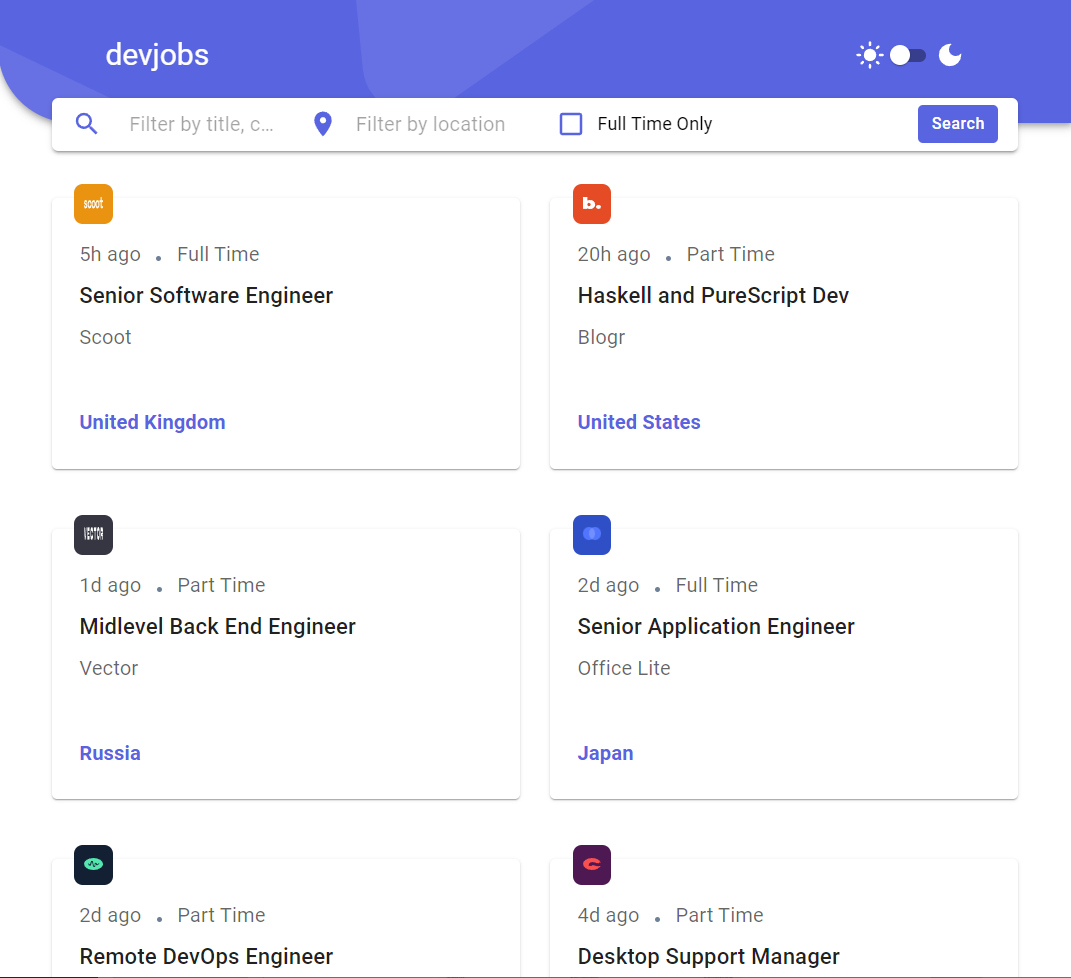 devjobs
Filter by title, c... Filter by location Full Time Only Search
scoot
5h ago • Full Time
Senior Software Engineer
Scoot
United Kingdom
b.
20h ago • Part Time
Haskell and PureScript Dev
Blogr
United States
VECTOR
1d ago • Part Time
Midlevel Back End Engineer
Vector
Russia
2d ago • Full Time
Senior Application Engineer
Office Lite
Japan
2d ago • Part Time
Remote DevOps Engineer
4d ago • Part Time
Desktop Support Manager